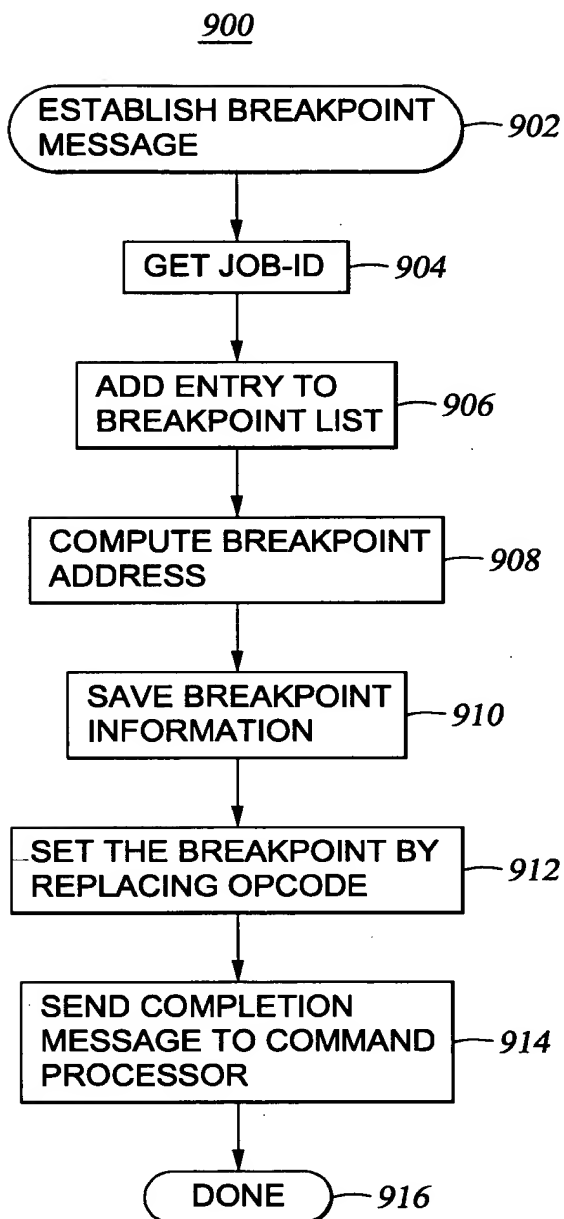 900
ESTABLISH BREAKPOINT
MESSAGE
902
GET JOB-ID
904
ADD ENTRY TO
BREAKPOINT LIST
906
COMPUTE BREAKPOINT
ADDRESS
908
SAVE BREAKPOINT
INFORMATION
910
SET THE BREAKPOINT BY
REPLACING OPCODE
912
SEND COMPLETION
MESSAGE TO COMMAND
PROCESSOR
914
DONE
916